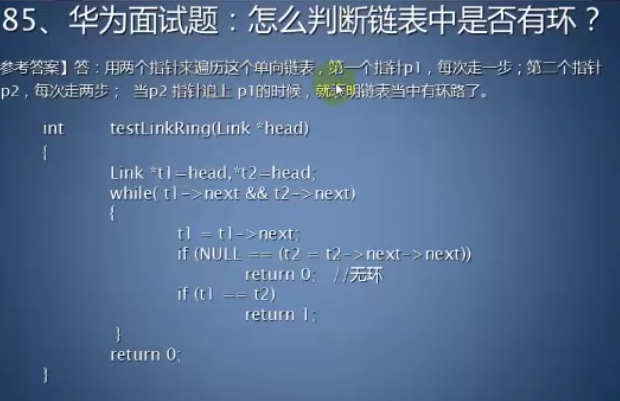 85、华为面试题：怎么判断链表中是否有环？
参考答案】答：用两个指针来遍历这个单向链表，第一个指针p1，每次走一步；第二个指针
p2，每次走两步； 当p2 指针追上 p1的时候，就表明链表当中有环路了。
int testLinkRing(Link *head)
{
Link *t1=head,*t2=head;
while( t1->next && t2->next)
{
t1 = t1->next;
if (NULL == (t2 = t2->next->next))
return 0; //无环
if (t1 == t2)
return 1;
}
return 0;
}